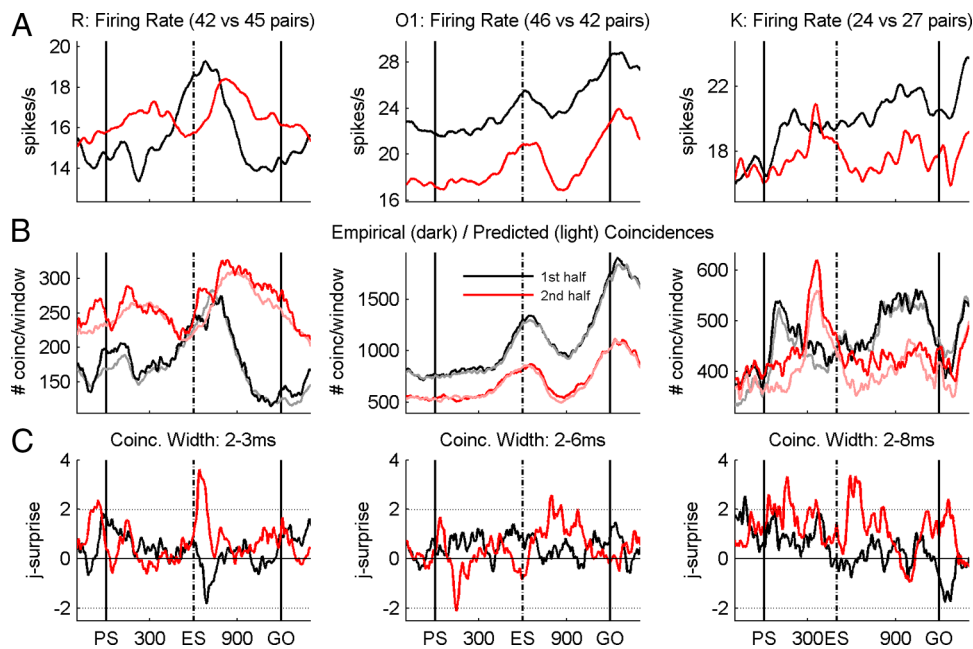 A
R: Firing Rate (42 vs 45 pairs)
O1: Firing Rate (46 vs 42 pairs)
K: Firing Rate (24 vs 27 pairs)
spikes/s
20
18
16
14
spikes/s
28
24
20
16
spikes/s
22
18
B
Empirical (dark) / Predicted (light) Coincidences
# coinc/window
300
250
200
150
# coinc/window
1500
1000
500
1st half
2nd half
# coinc/window
600
500
400
C
Coinc. Width: 2-3ms
Coinc. Width: 2-6ms
Coinc. Width: 2-8ms
j-surprise
4
2
0
-2
j-surprise
4
2
0
-2
j-surprise
4
2
0
-2
PS 300 ES 900 GO
PS 300 ES 900 GO
PS 300 ES 900 GO